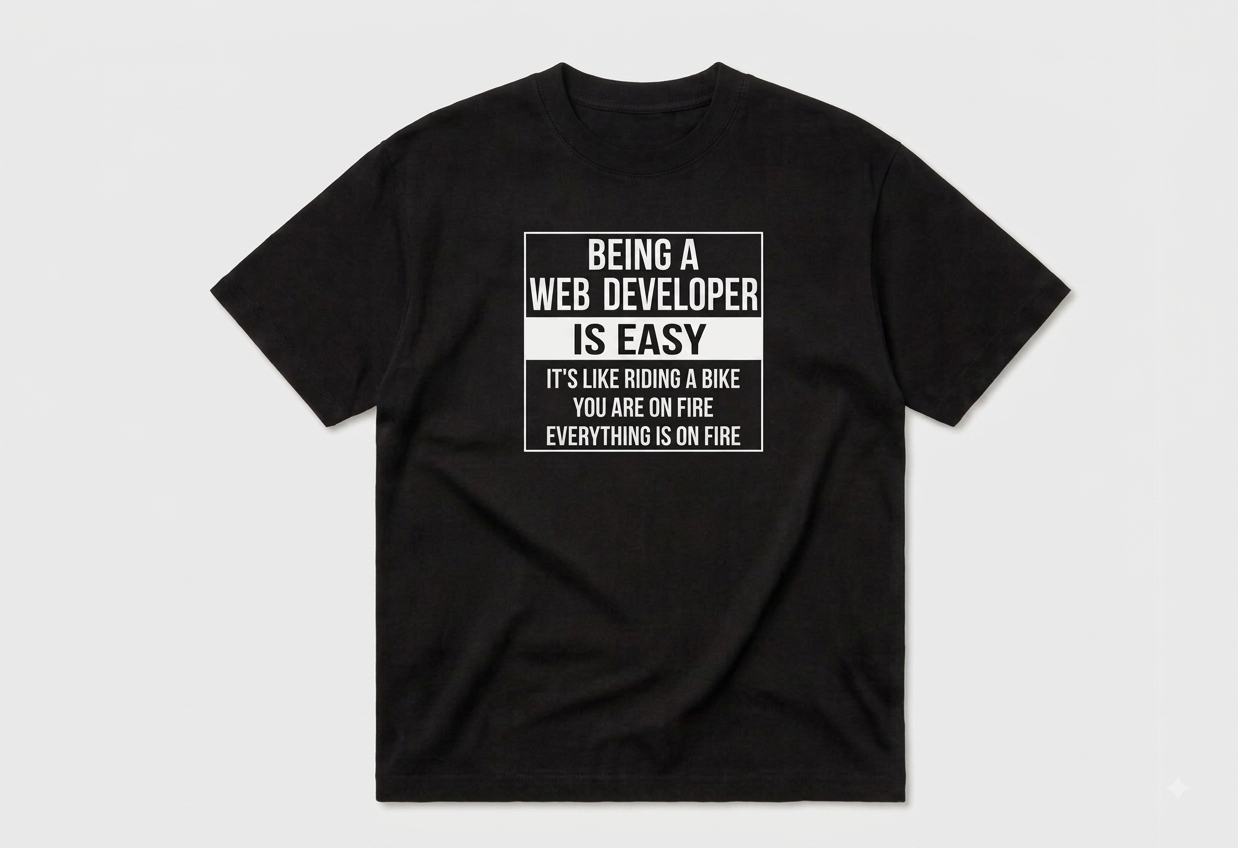 BEING A
WEB DEVELOPER
IS EASY
IT'S LIKE RIDING A BIKE
YOU ARE ON FIRE
EVERYTHING IS ON FIRE